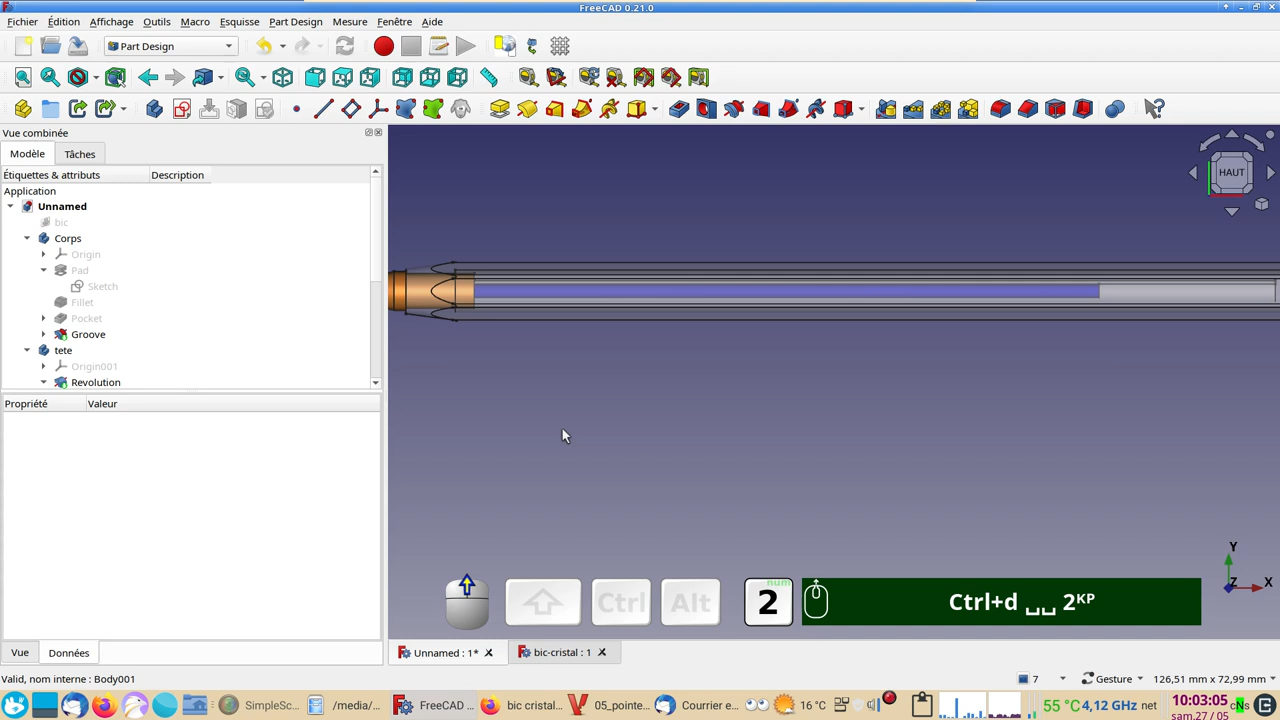 FreeCAD 0.21.0
Fichier Édition Affichage Outils Macro Esquisse Part Design Mesure Fenêtre Aide
Part Design
Vue combinée
Modèle Tâches
Étiquettes & attributs Description
Application
Unnamed
bic
Corps
Origin
Pad
Sketch
Fillet
Pocket
Groove
tete
Origin001
Revolution
Propriété Valeur
HAUT
Y
Z X
num
2
Ctrl Alt
Ctrl+d ␣␣ 2KP
Vue Données
Unnamed : 1* bic-cristal : 1
Valid, nom interne : Body001
7 Gesture 126,51 mm x 72,99 mm
SimpleSc... /media/... FreeCAD ... bic cristal... 05_pointe... Courrier e... 16 °C 55 °C 4,12 GHz net 10:03:05
sam.27 / 05